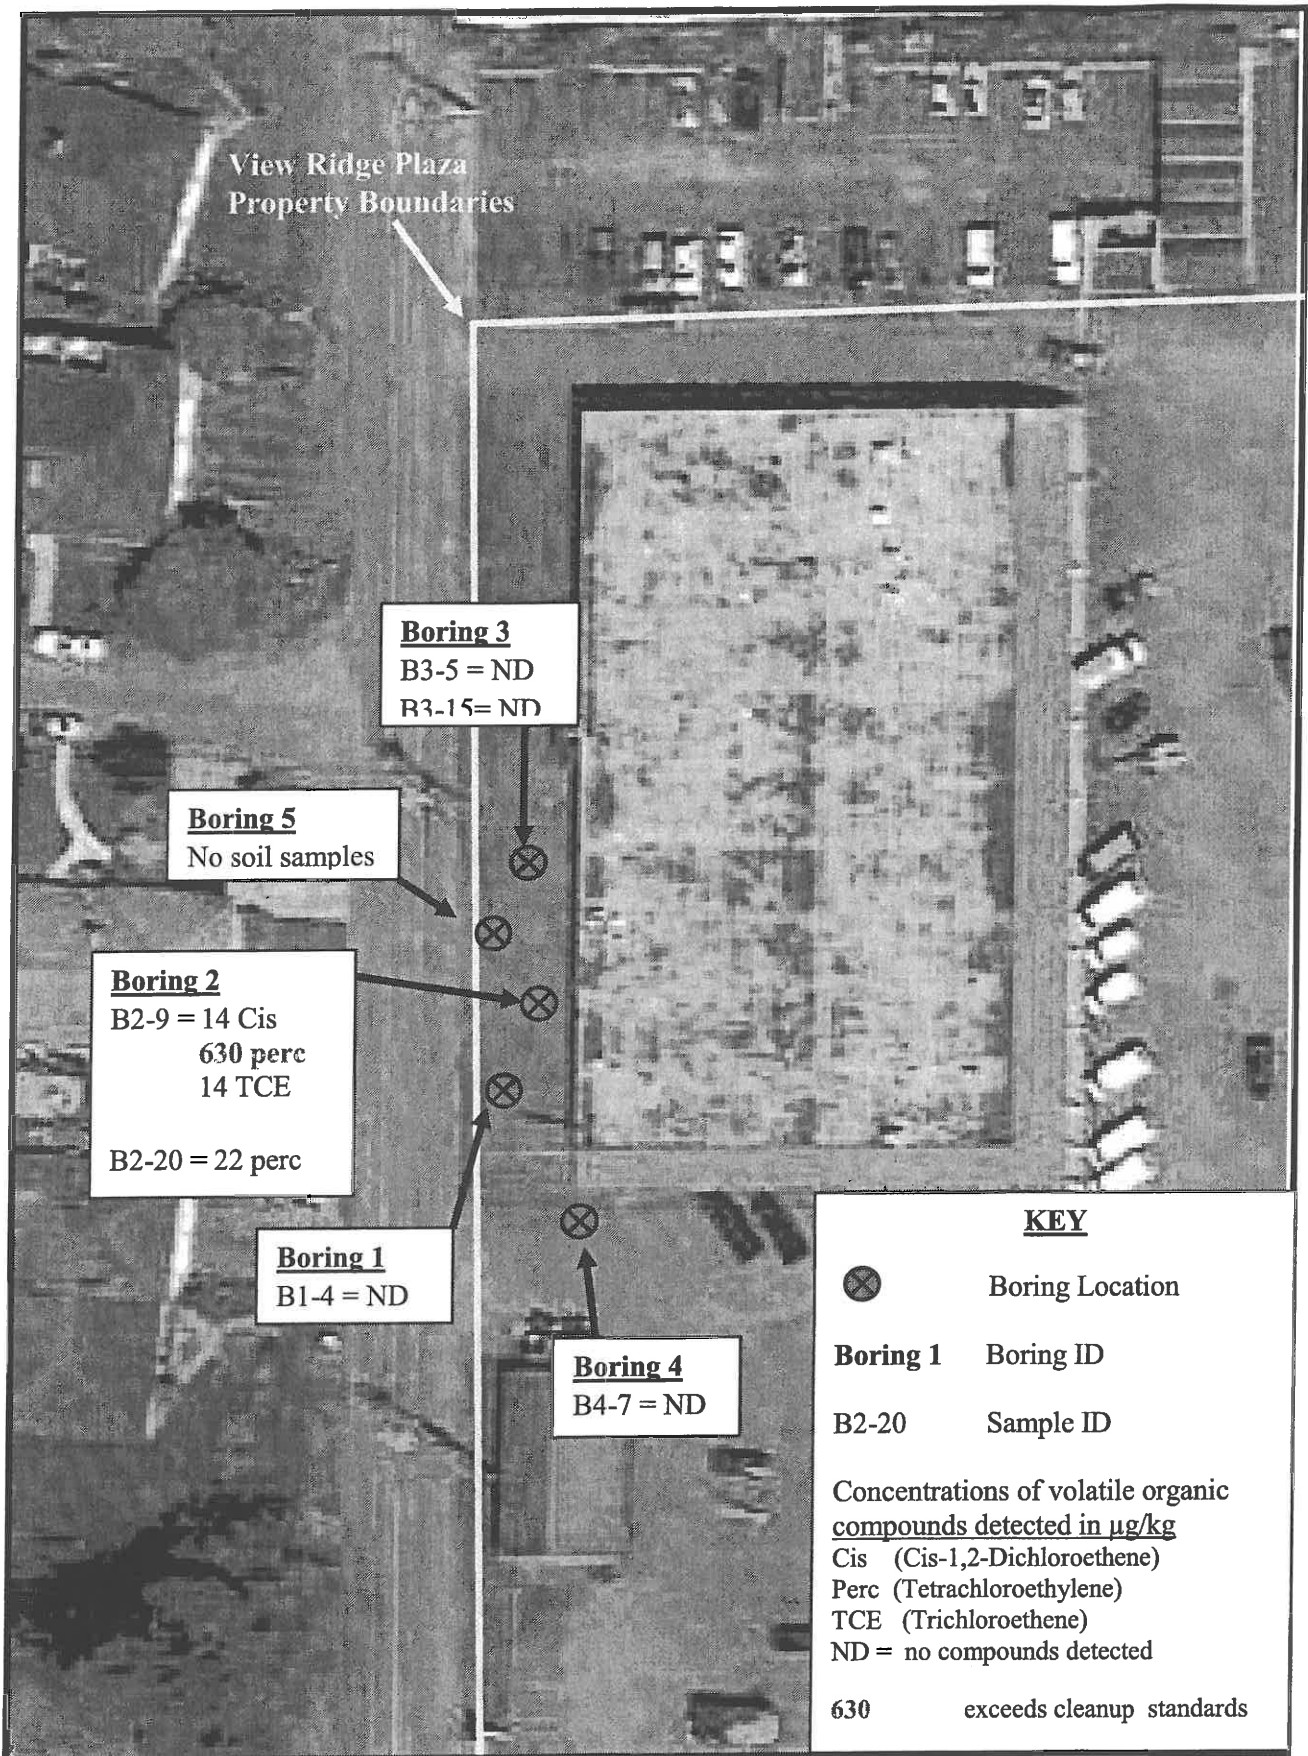 View Ridge Plaza
Property Boundaries
Boring 3
B3-5 = ND
B3-15= ND
Boring 5
No soil samples
Boring 2
B2-9 = 14 Cis
630 perc
14 TCE
B2-20 = 22 perc
Boring 1
B1-4 = ND
Boring 4
B4-7 = ND
KEY
Boring Location
Boring 1 Boring ID
B2-20 Sample ID
Concentrations of volatile organic
compounds detected in µg/kg
Cis (Cis-1,2-Dichloroethene)
Perc (Tetrachloroethylene)
TCE (Trichloroethene)
ND = no compounds detected
630 exceeds cleanup standards